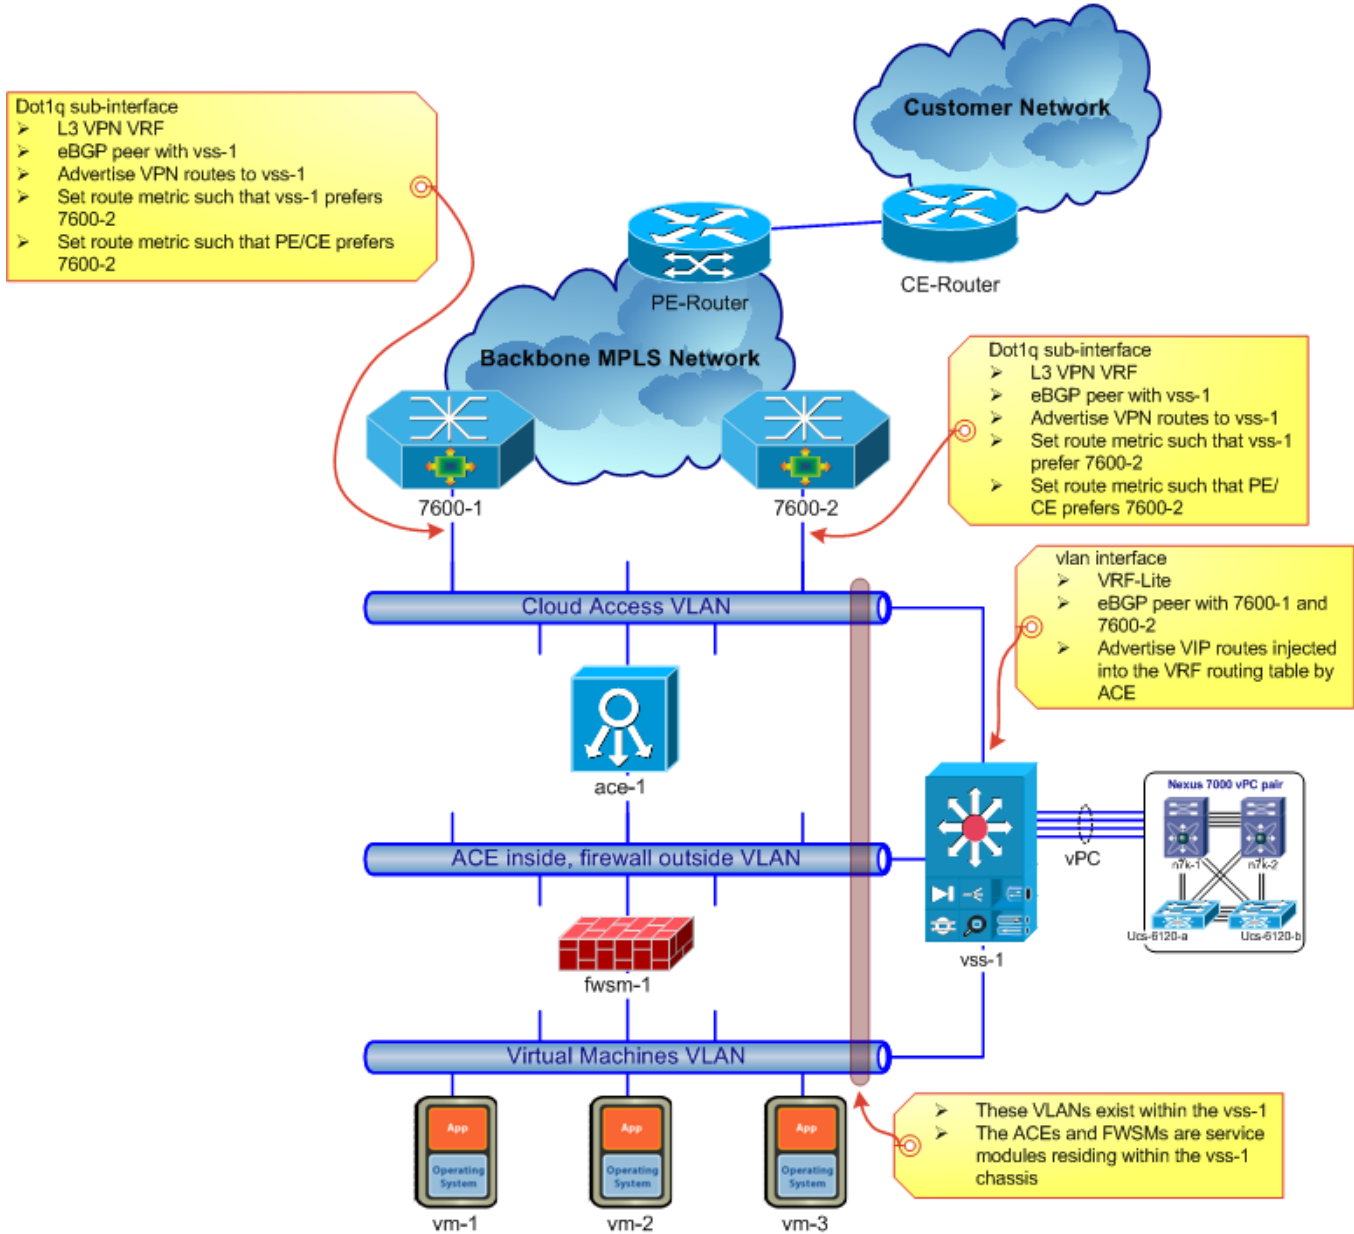 Customer Network
Dot1q sub-interface
➢ L3 VPN VRF
➢ eBGP peer with vss-1
➢ Advertise VPN routes to vss-1
➢ Set route metric such that vss-1 prefers
7600-2
➢ Set route metric such that PE/CE prefers
7600-2
CE-Router
PE-Router
Backbone MPLS Network
Dot1q sub-interface
➢ L3 VPN VRF
➢ eBGP peer with vss-1
➢ Advertise VPN routes to vss-1
➢ Set route metric such that vss-1
prefer 7600-2
➢ Set route metric such that PE/
CE prefers 7600-2
7600-1
7600-2
vlan interface
➢ VRF-Lite
➢ eBGP peer with 7600-1 and
7600-2
➢ Advertise VIP routes injected
into the VRF routing table by
ACE
Cloud Access VLAN
ace-1
Nexus 7000 vPC pair
n7k-1
n7k-2
vPC
Ucs-6120-a
Ucs-6120-b
ACE inside, firewall outside VLAN
vss-1
fwsm-1
Virtual Machines VLAN
➢ These VLANs exist within the vss-1
➢ The ACEs and FWSMs are service
modules residing within the vss-1
chassis
App
Operating
System
vm-1
App
Operating
System
vm-2
App
Operating
System
vm-3